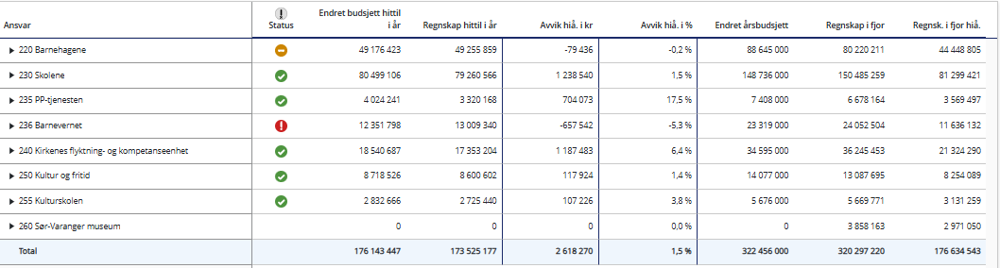 Ansvar Status Endret budsjett hittil i år Regnskap hittil i år Avvik hiå. i kr Avvik hiå. i % Endret årsbudsjett Regnskap i fjor Regnsk. i fjor hiå.
220 Barnehagene 49 176 423 49 255 859 -79 436 -0,2 % 88 645 000 80 220 211 44 448 805
230 Skolene 80 499 106 79 260 566 1 238 540 1,5 % 148 736 000 150 485 259 81 299 421
235 PP-tjenesten 4 024 241 3 320 168 704 073 17,5 % 7 408 000 6 678 164 3 569 497
236 Barnevernet 12 351 798 13 009 340 -657 542 -5,3 % 23 319 000 24 052 504 11 636 132
240 Kirkenes flyktning- og kompetanseenhet 18 540 687 17 353 204 1 187 483 6,4 % 34 595 000 36 245 453 21 324 290
250 Kultur og fritid 8 718 526 8 600 602 117 924 1,4 % 14 077 000 13 087 695 8 254 089
255 Kulturskolen 2 832 666 2 725 440 107 226 3,8 % 5 676 000 5 669 771 3 131 259
260 Sør-Varanger museum 0 0 0 0,0 % 0 3 858 163 2 971 050
Total 176 143 447 173 525 177 2 618 270 1,5 % 322 456 000 320 297 220 176 634 543